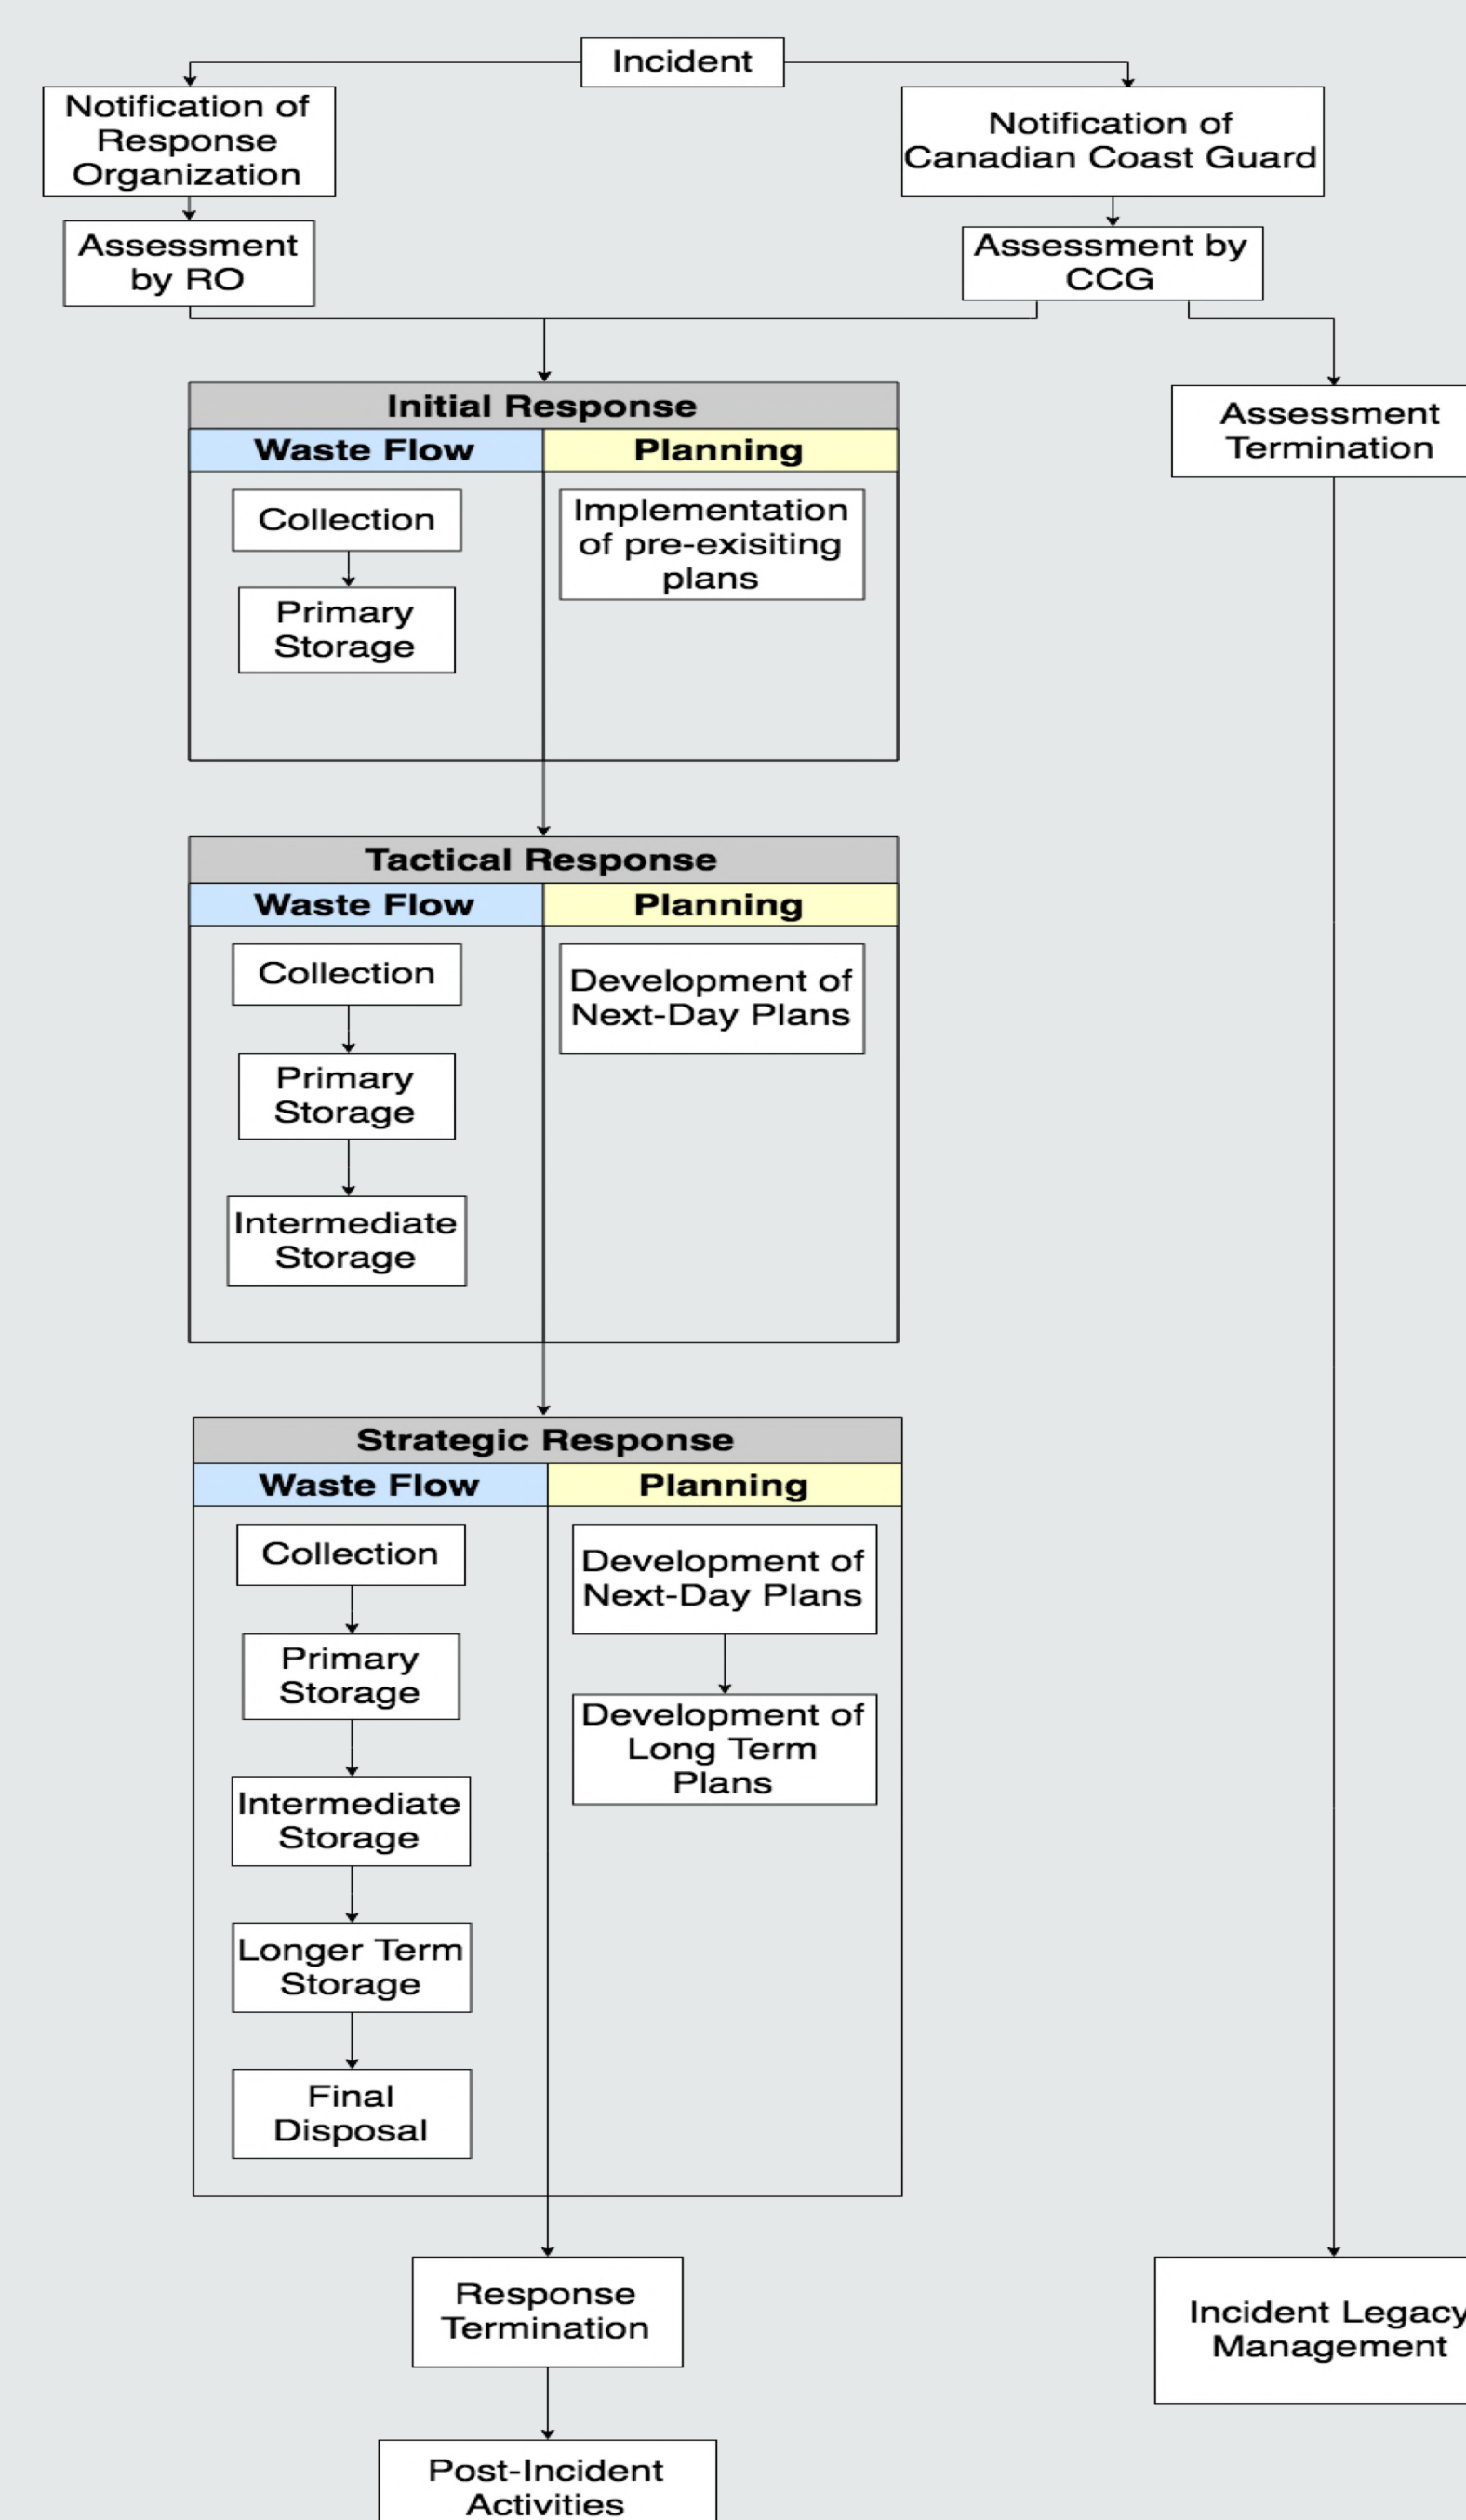 Incident
Notification of
Response
Organization
Notification of
Canadian Coast Guard
Assessment
by RO
Assessment by
CCG
Assessment
Termination
Initial Response
Waste Flow
Planning
Collection
Primary
Storage
Implementation
of pre-exisiting
plans
Tactical Response
Waste Flow
Planning
Collection
Primary
Storage
Intermediate
Storage
Development of
Next-Day Plans
Strategic Response
Waste Flow
Planning
Collection
Primary
Storage
Intermediate
Storage
Longer Term
Storage
Final
Disposal
Development of
Next-Day Plans
Development of
Long Term
Plans
Response
Termination
Incident Legacy
Management
Post-Incident
Activities